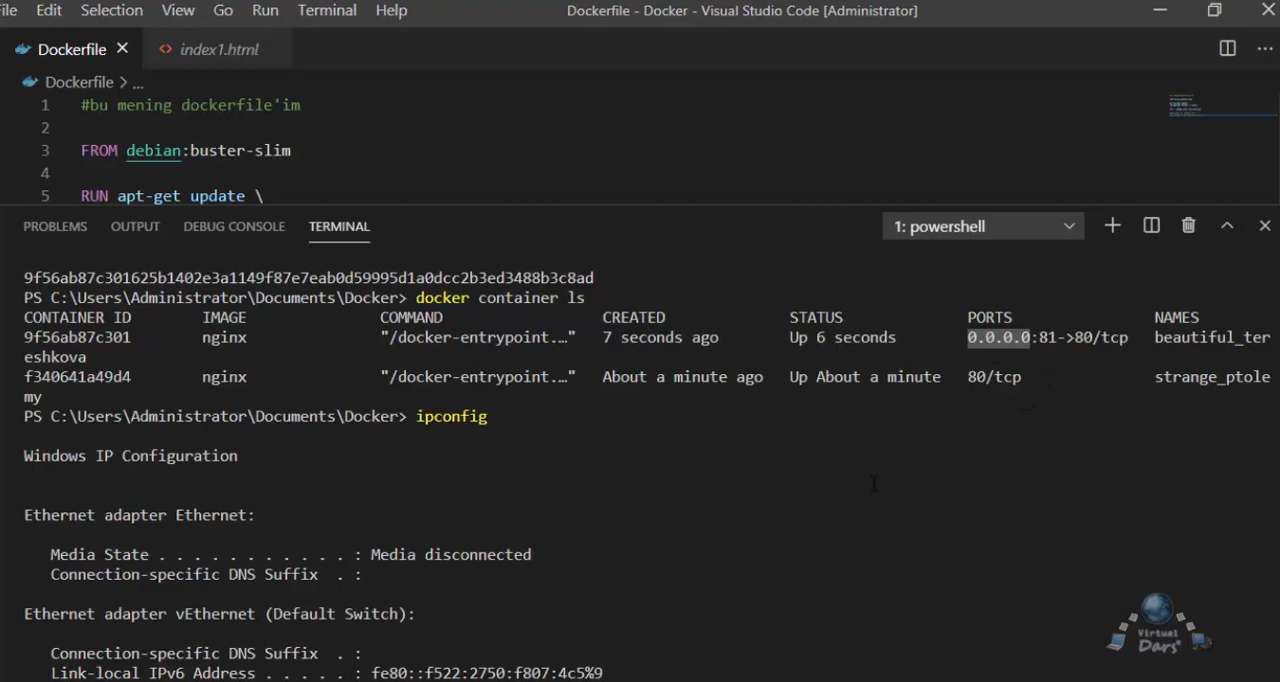 File Edit Selection View Go Run Terminal Help Dockerfile - Docker - Visual Studio Code [Administrator]
Dockerfile index1.html
Dockerfile > ...
1 #bu mening dockerfile'im
2
3 FROM debian:buster-slim
4
5 RUN apt-get update \
PROBLEMS OUTPUT DEBUG CONSOLE TERMINAL 1: powershell
9f56ab87c301625b1402e3a1149f87e7eab0d59995d1a0dcc2b3ed3488b3c8ad
PS C:\Users\Administrator\Documents\Docker> docker container ls
CONTAINER ID IMAGE COMMAND CREATED STATUS PORTS NAMES
9f56ab87c301 nginx "/docker-entrypoint.…" 7 seconds ago Up 6 seconds 0.0.0.0:81->80/tcp beautiful_ter
eshkova
f340641a49d4 nginx "/docker-entrypoint.…" About a minute ago Up About a minute 80/tcp strange_ptole
my
PS C:\Users\Administrator\Documents\Docker> ipconfig
Windows IP Configuration
Ethernet adapter Ethernet:
Media State . . . . . . . . . . . : Media disconnected
Connection-specific DNS Suffix . :
Ethernet adapter vEthernet (Default Switch):
Connection-specific DNS Suffix . :
Link-local IPv6 Address . . . . . : fe80::f522:2750:f807:4c5%9
Virtual
Dars